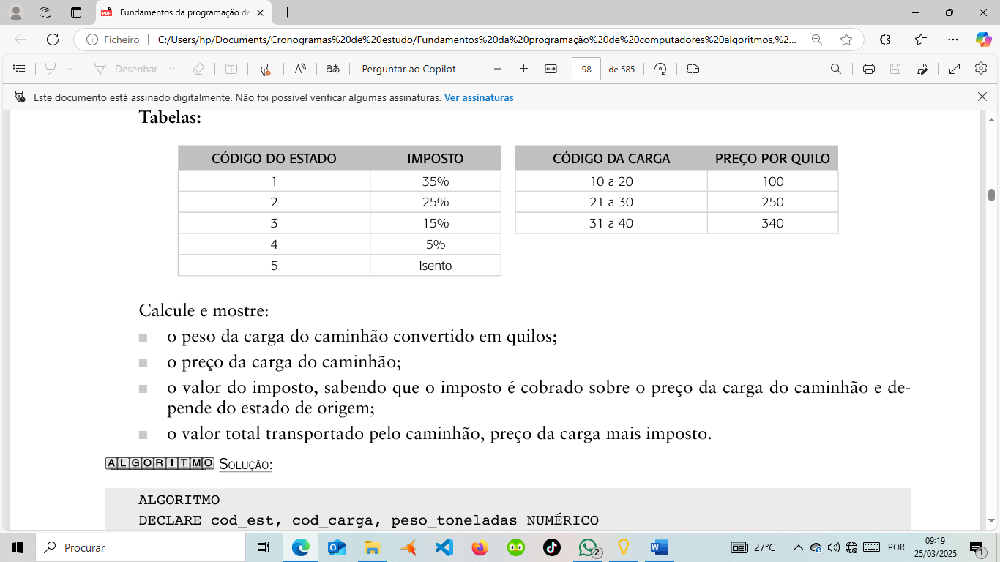 Fundamentos da programação de
Ficheiro
C:/Users/hp/Documents/Cronogramas%20de%20estudo/Fundamentos%20da%20programação%20de%20computadores%20algoritmos,%2...
Desenhar
Perguntar ao Copilot
98
de 585
Este documento está assinado digitalmente. Não foi possível verificar algumas assinaturas. Ver assinaturas
Tabelas:
CÓDIGO DO ESTADO IMPOSTO
1 35%
2 25%
3 15%
4 5%
5 Isento
CÓDIGO DA CARGA PREÇO POR QUILO
10 a 20 100
21 a 30 250
31 a 40 340
Calcule e mostre:
o peso da carga do caminhão convertido em quilos;
o preço da carga do caminhão;
o valor do imposto, sabendo que o imposto é cobrado sobre o preço da carga do caminhão e de-
pende do estado de origem;
o valor total transportado pelo caminhão, preço da carga mais imposto.
ALGORITMO SOLUÇÃO:
ALGORITMO
DECLARE cod_est, cod_carga, peso_toneladas NUMÉRICO
Procurar
2
27°C
POR
09:19
25/03/2025
1